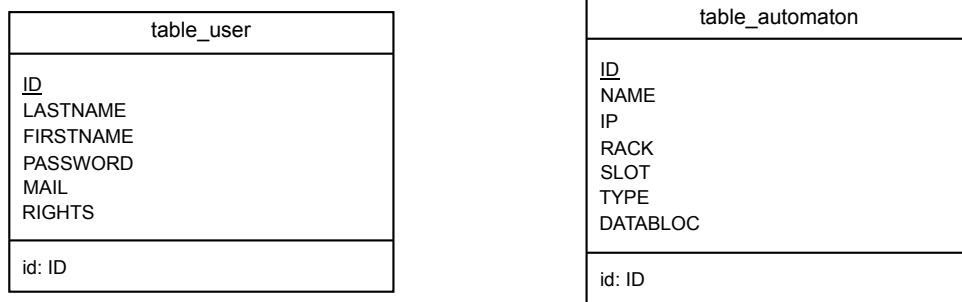 table_user
ID
LASTNAME
FIRSTNAME
PASSWORD
MAIL
RIGHTS
id: ID
table_automaton
ID
NAME
IP
RACK
SLOT
TYPE
DATABLOC
id: ID